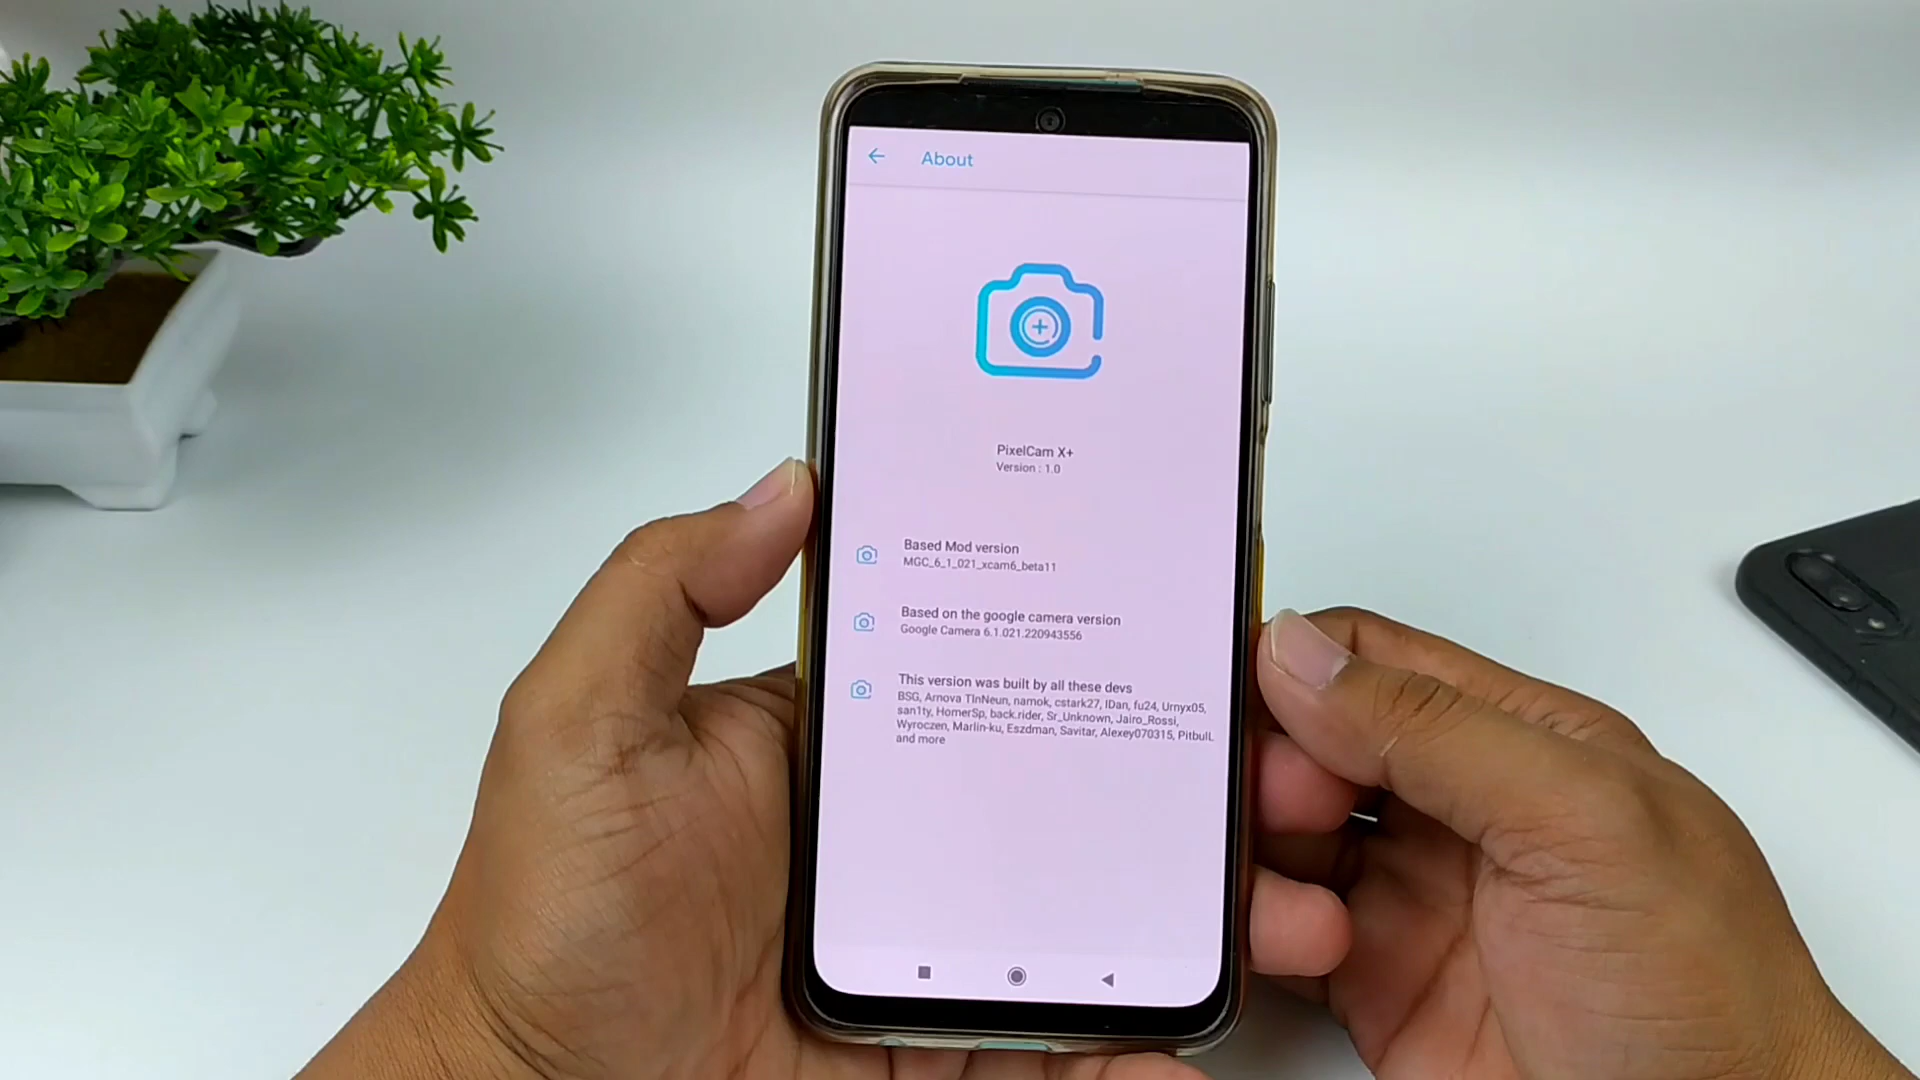 About
PixelCam X+
Version : 1.0
Based Mod version
MGC_6_1_021_xcam6_beta11
Based on the google camera version
Google Camera 6.1.021.220943556
This version was built by all these devs
BSG, Arnova TInNeun, namok, cstark27, IDan, fu24, Urnyx05,
san1ty, HomerSp, back.rider, Sr_Unknown, Jairo_Rossi,
Wyroczen, Marlin-ku, Eszdman, Savitar, Alexey070315, PitbulL
and more